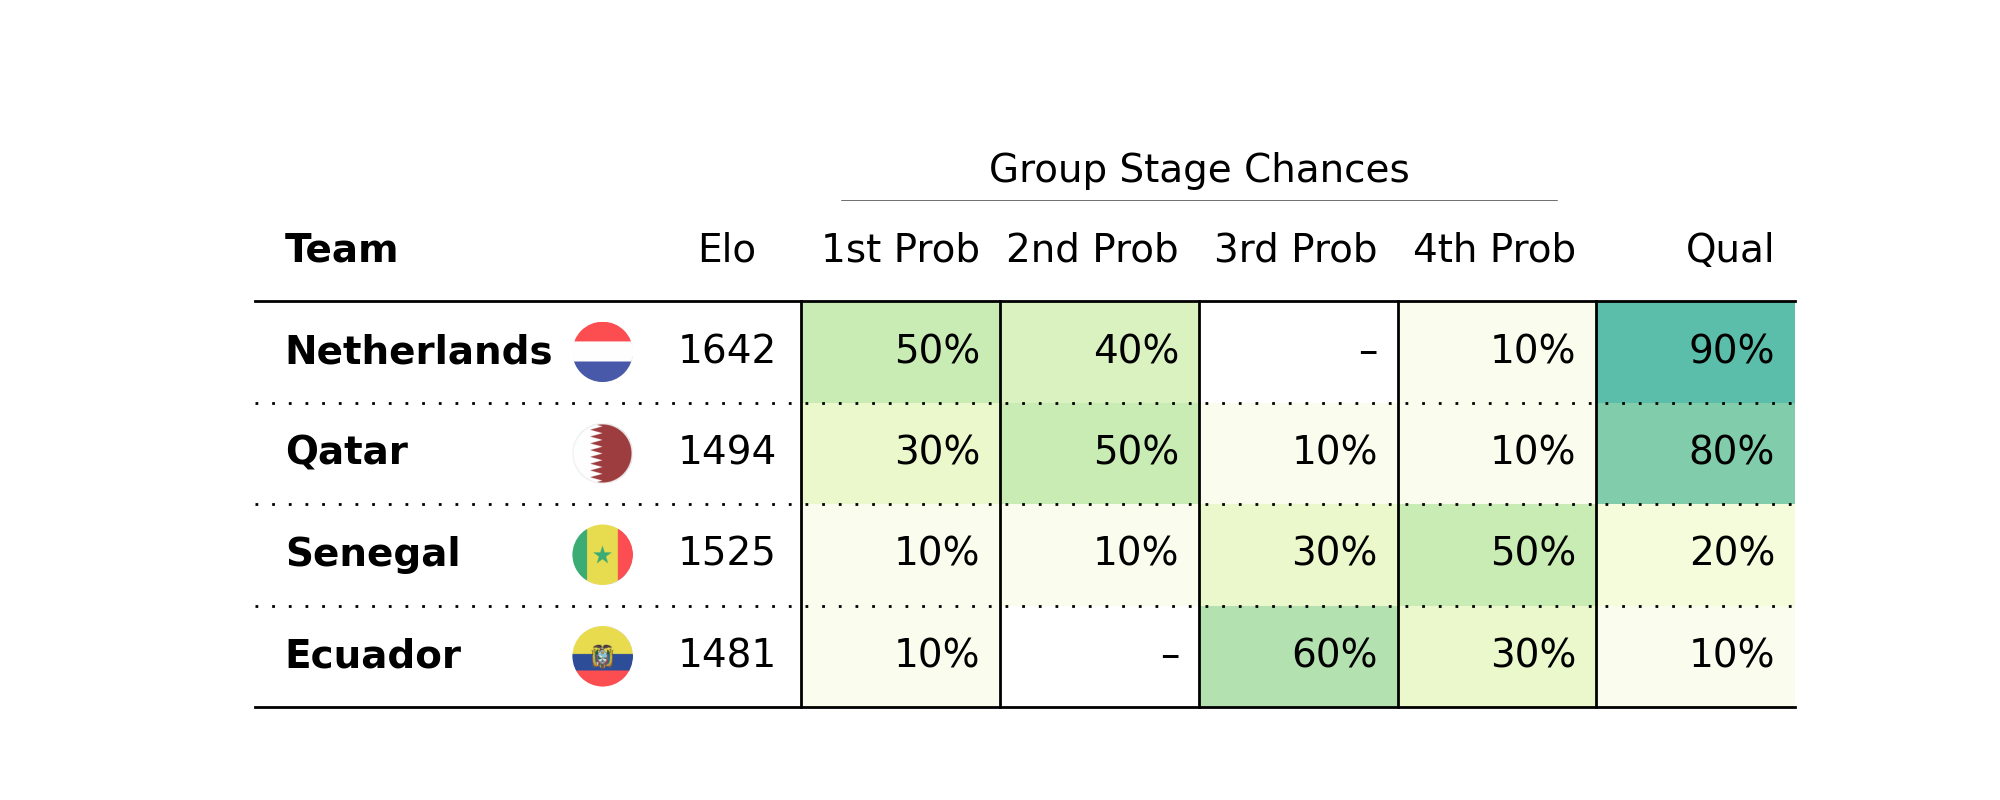 Group Stage Chances
Team Elo 1st Prob 2nd Prob 3rd Prob 4th Prob Qual
Netherlands 1642 50% 40% – 10% 90%
Qatar 1494 30% 50% 10% 10% 80%
Senegal 1525 10% 10% 30% 50% 20%
Ecuador 1481 10% – 60% 30% 10%